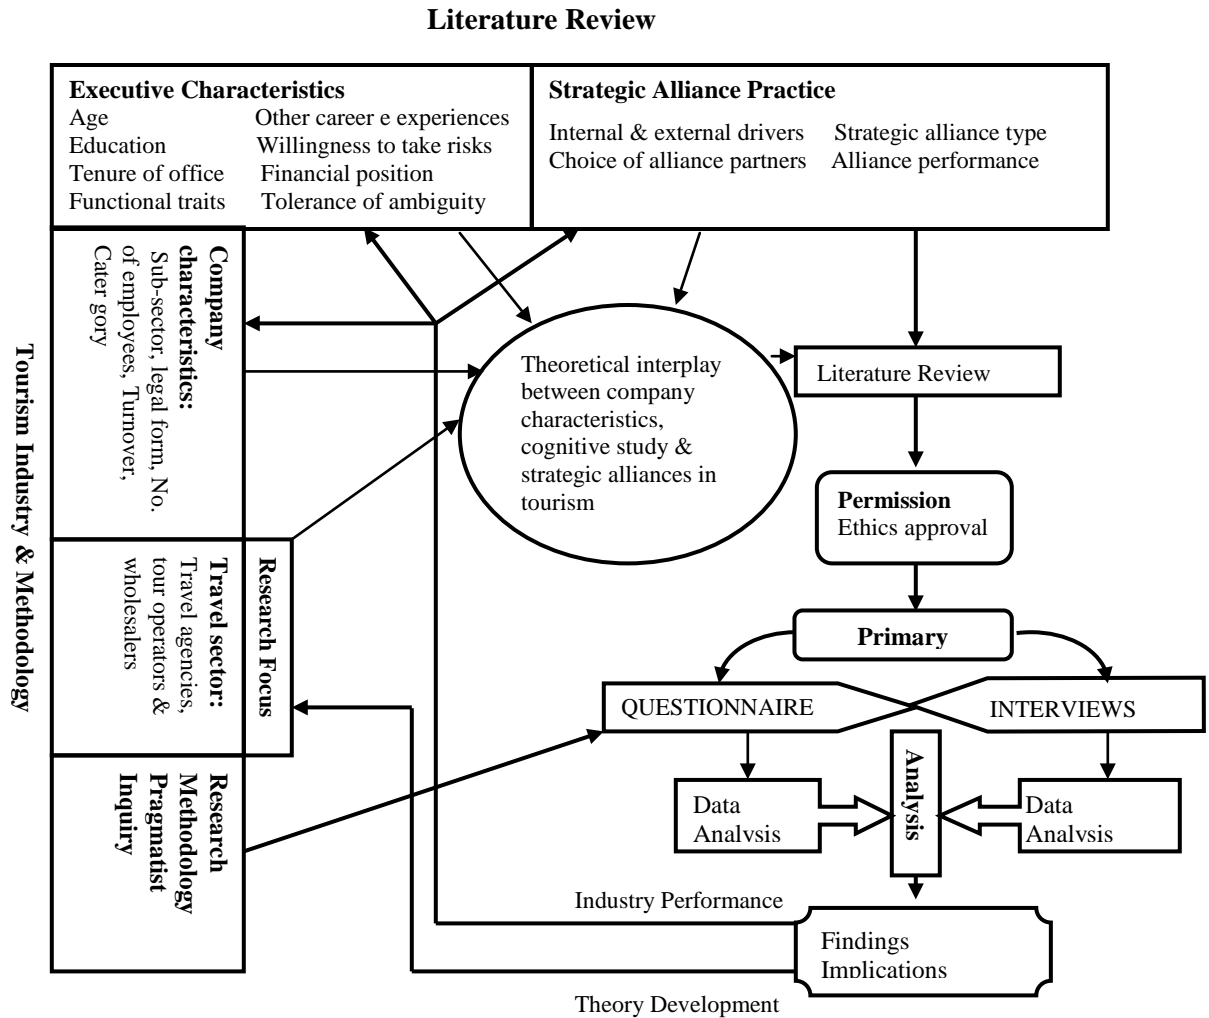 Literature Review
Executive Characteristics
Age Other career e experiences
Education Willingness to take risks
Tenure of office Financial position
Functional traits Tolerance of ambiguity
Strategic Alliance Practice
Internal & external drivers Strategic alliance type
Choice of alliance partners Alliance performance
Tourism Industry & Methodology
Company
characteristics:
Sub-sector, legal form, No.
of employees, Turnover,
Cater gory
Theoretical interplay
between company
characteristics,
cognitive study &
strategic alliances in
tourism
Literature Review
Permission
Ethics approval
Primary
Research Focus
Travel sector:
Travel agencies,
tour operators &
wholesalers
QUESTIONNAIRE
INTERVIEWS
Research
Methodology
Pragmatist
Inquiry
Data
Analysis
Analysis
Data
Analysis
Industry Performance
Findings
Implications
Theory Development